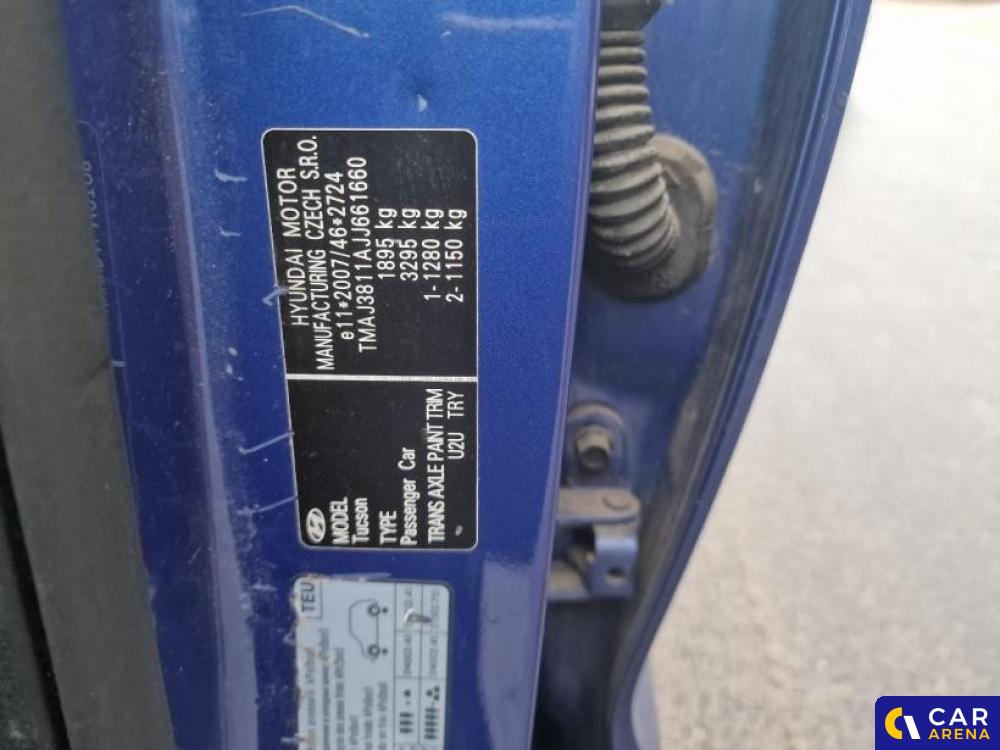 HYUNDAI MOTOR
MANUFACTURING CZECH S.R.O.
e11*2007/46*2724
TMAJ3811AJJ661660
1895 kg
3295 kg
1-1280 kg
2-1150 kg
MODEL
Tucson
TYPE
Passenger Car
TRANS AXLE PAINT TRIM
- U2U TRY
TEU
CAR
ARENA